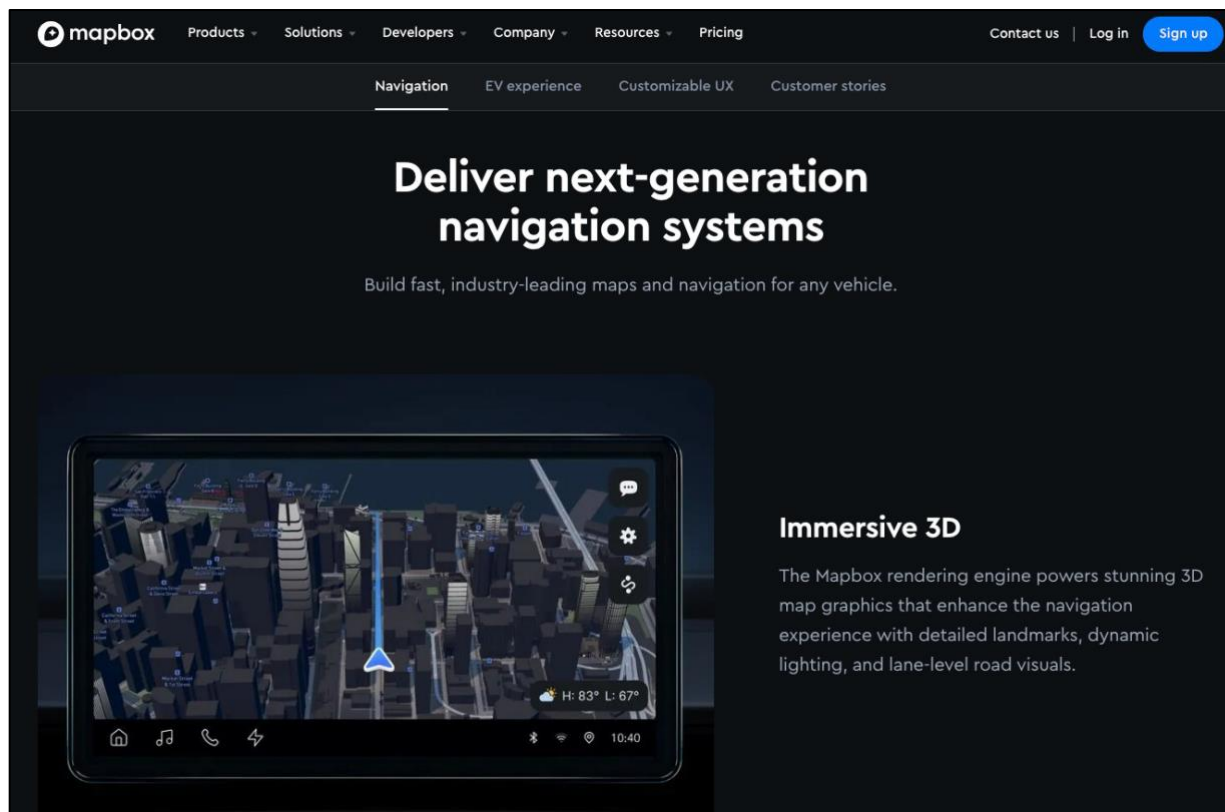 mapbox Products Solutions Developers Company Resources Pricing Contact us | Log in Sign up
Navigation EV experience Customizable UX Customer stories
Deliver next-generation
navigation systems
Build fast, industry-leading maps and navigation for any vehicle.
H: 83° L: 67°
10:40
Immersive 3D
The Mapbox rendering engine powers stunning 3D
map graphics that enhance the navigation
experience with detailed landmarks, dynamic
lighting, and lane-level road visuals.